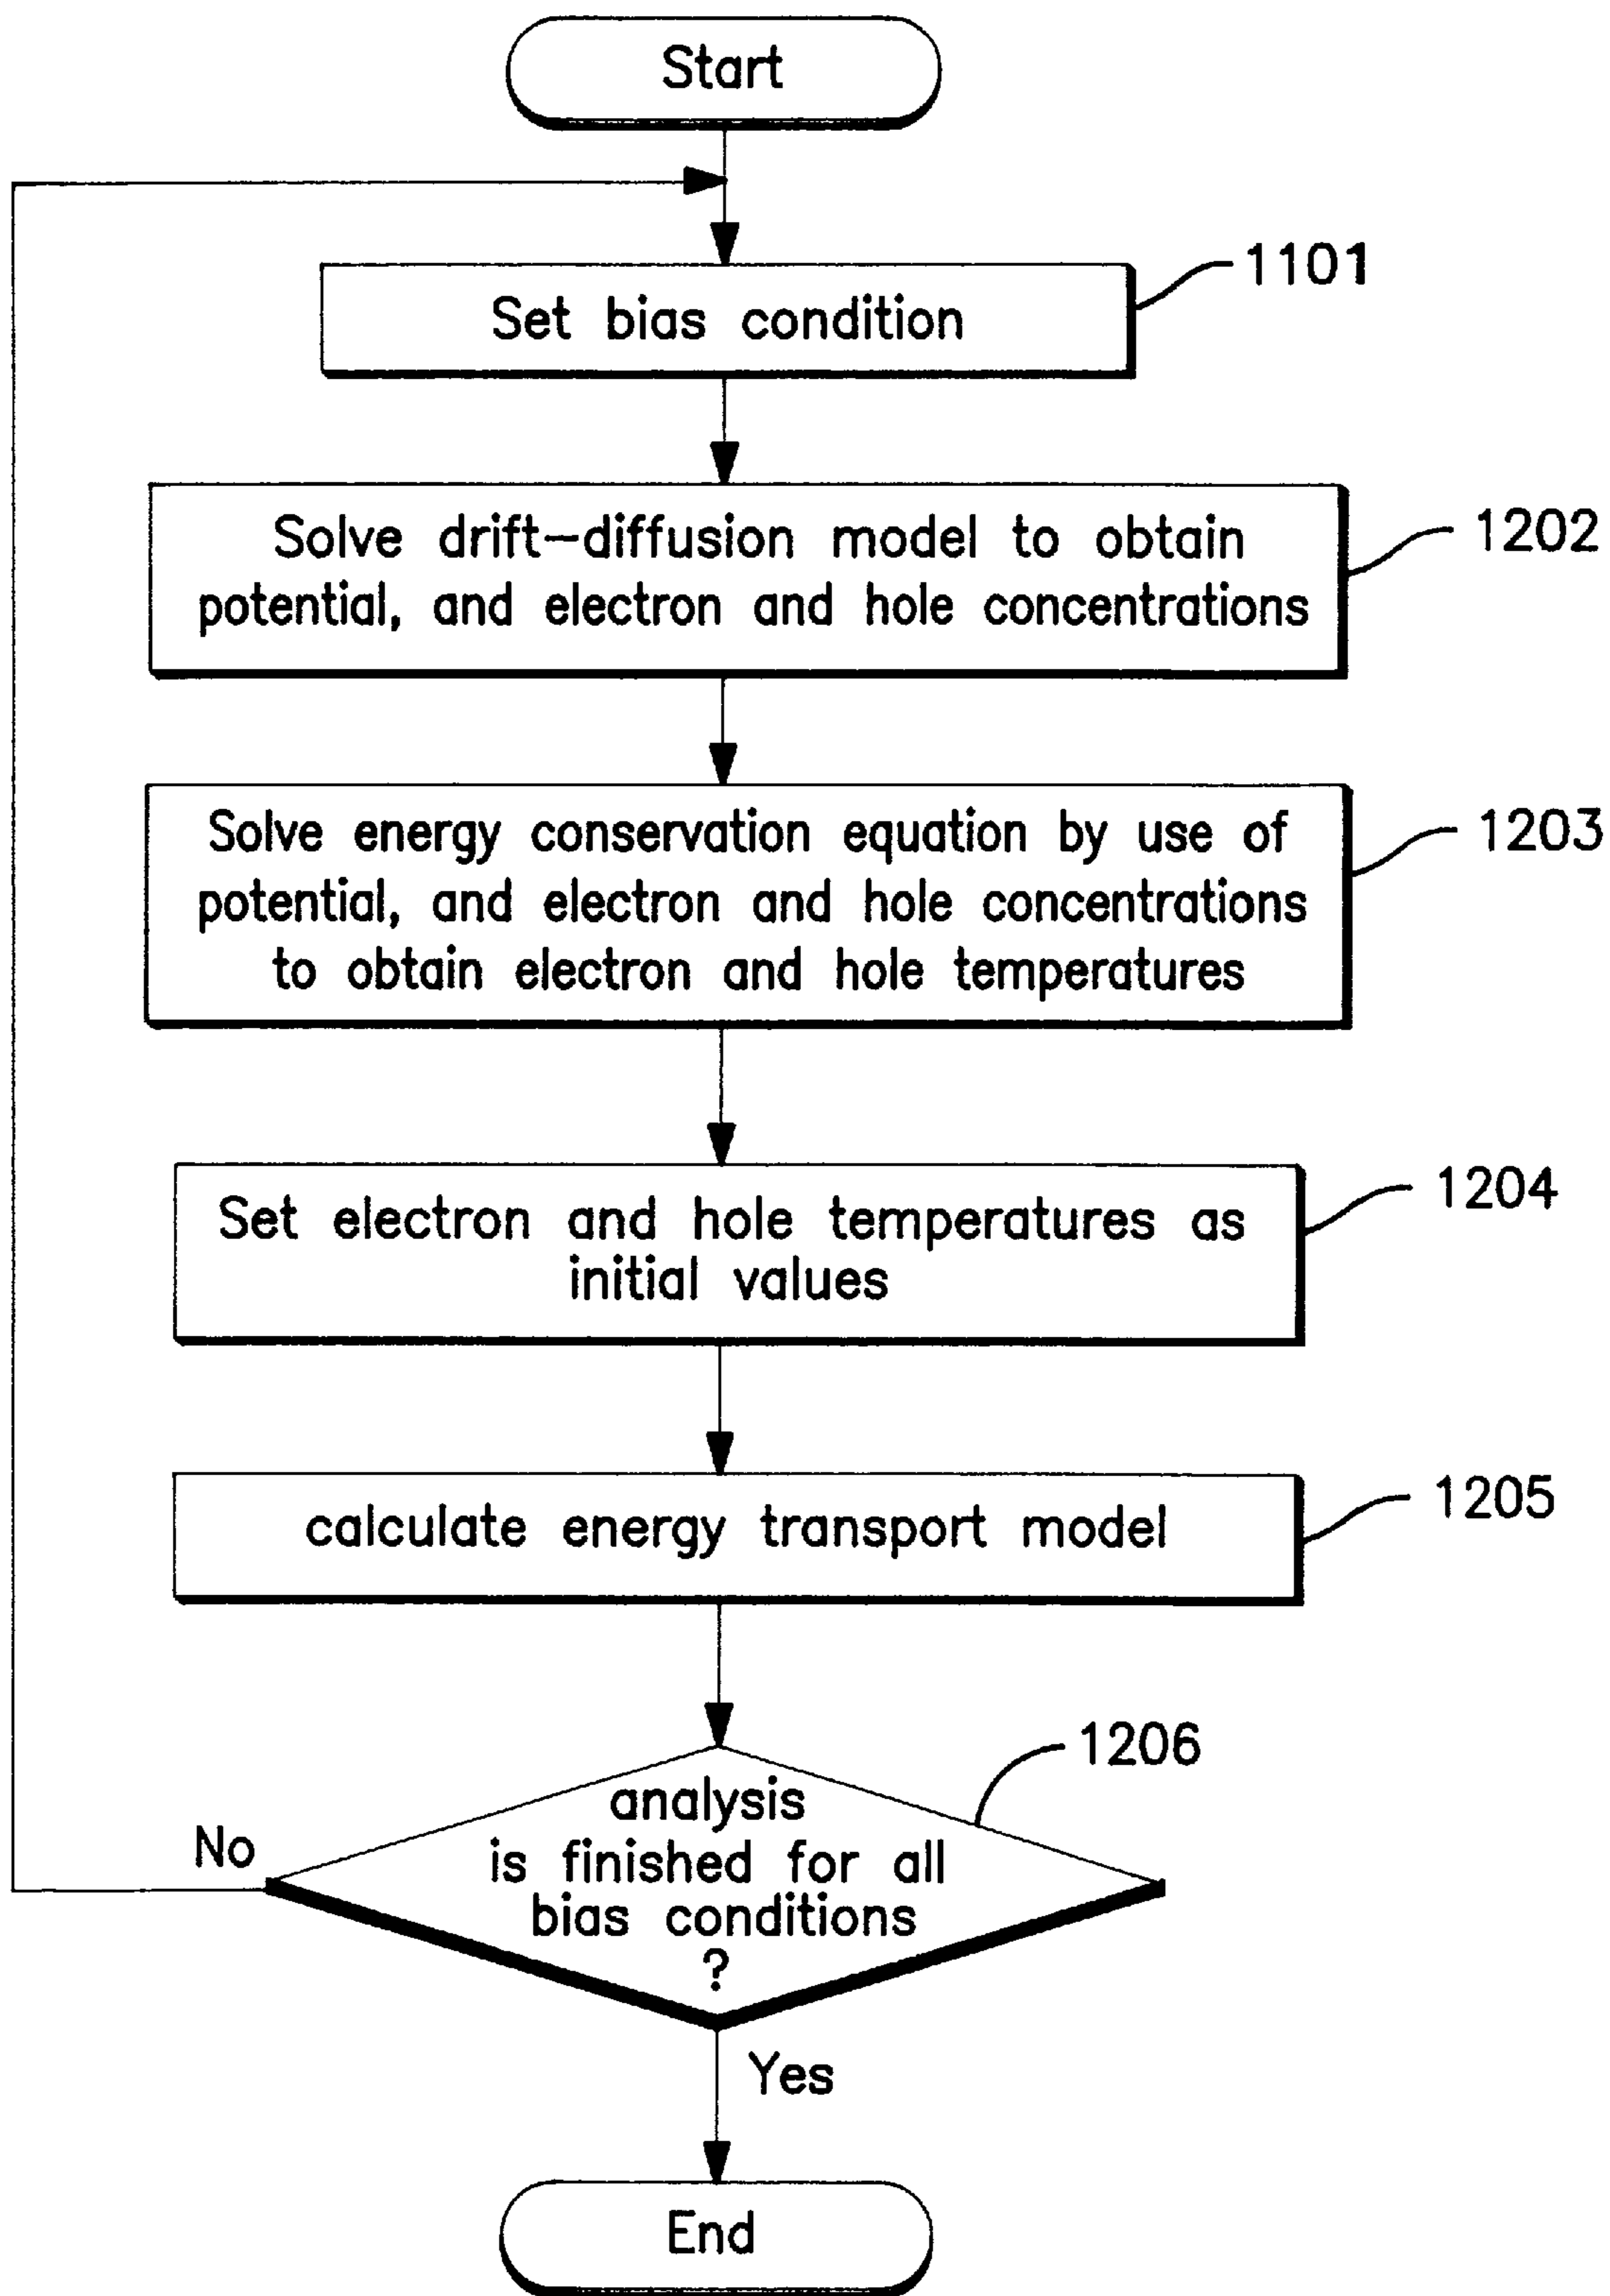 Start
1101
Set bias condition
1202
Solve drift-diffusion model to obtain
potential, and electron and hole concentrations
1203
Solve energy conservation equation by use of
potential, and electron and hole concentrations
to obtain electron and hole temperatures
1204
Set electron and hole temperatures as
initial values
1205
calculate energy transport model
1206
analysis
is finished for all
bias conditions
?
No
Yes
End